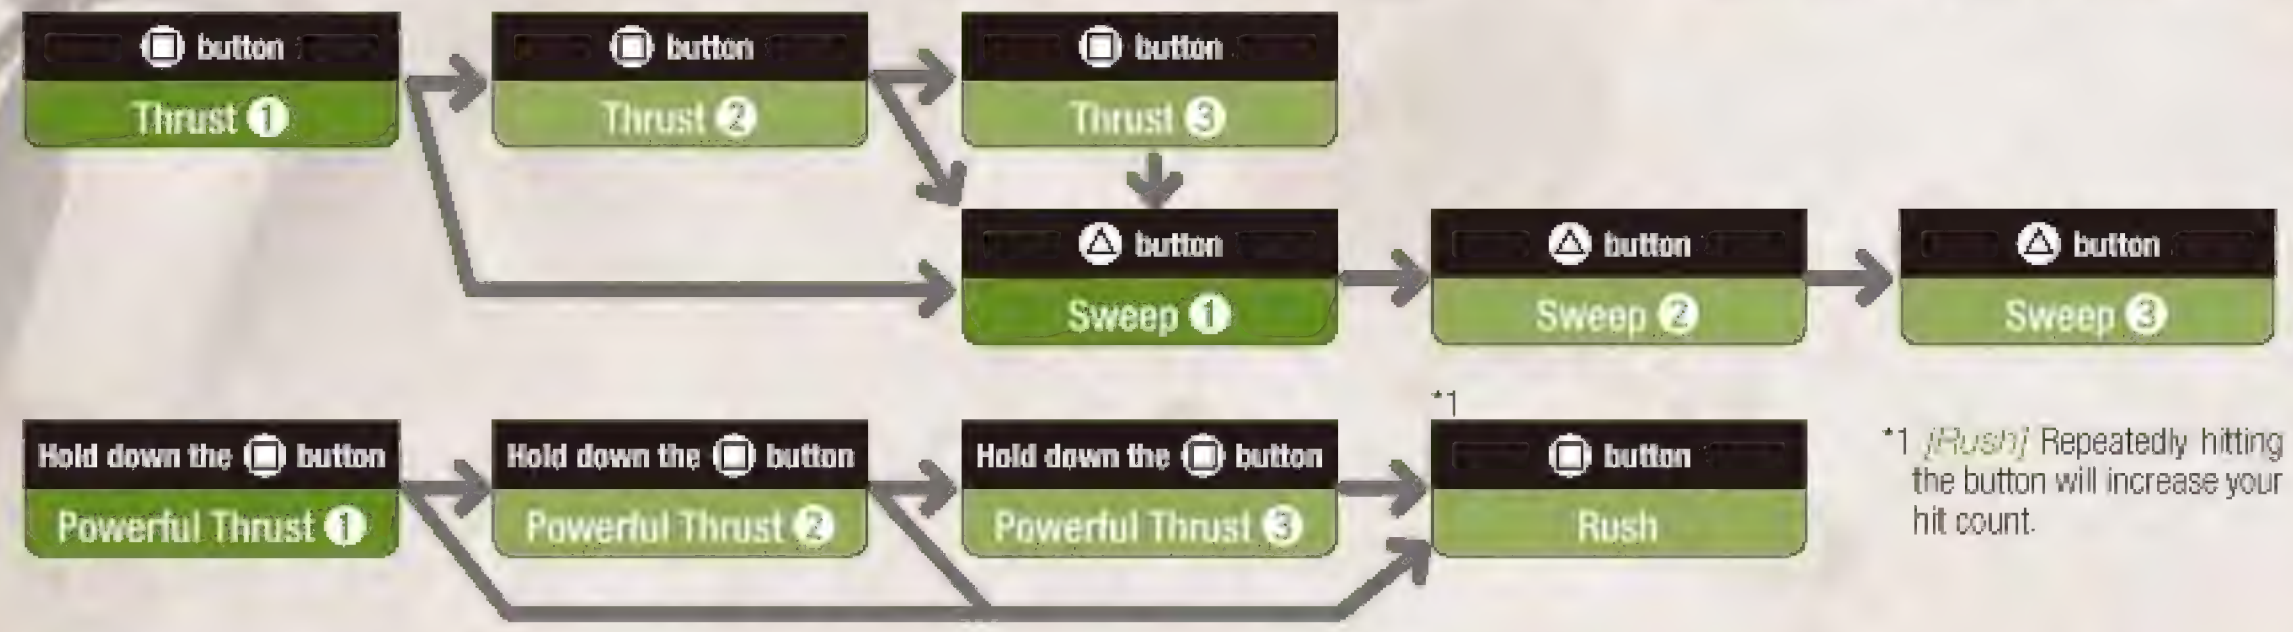 □ button
Thrust 1
□ button
Thrust 2
□ button
Thrust 3
△ button
Sweep 1
△ button
Sweep 2
△ button
Sweep 3
Hold down the □ button
Powerful Thrust 1
Hold down the □ button
Powerful Thrust 2
Hold down the □ button
Powerful Thrust 3
*1
□ button
Rush
*1 [Rush] Repeatedly hitting
the button will increase your
hit count.